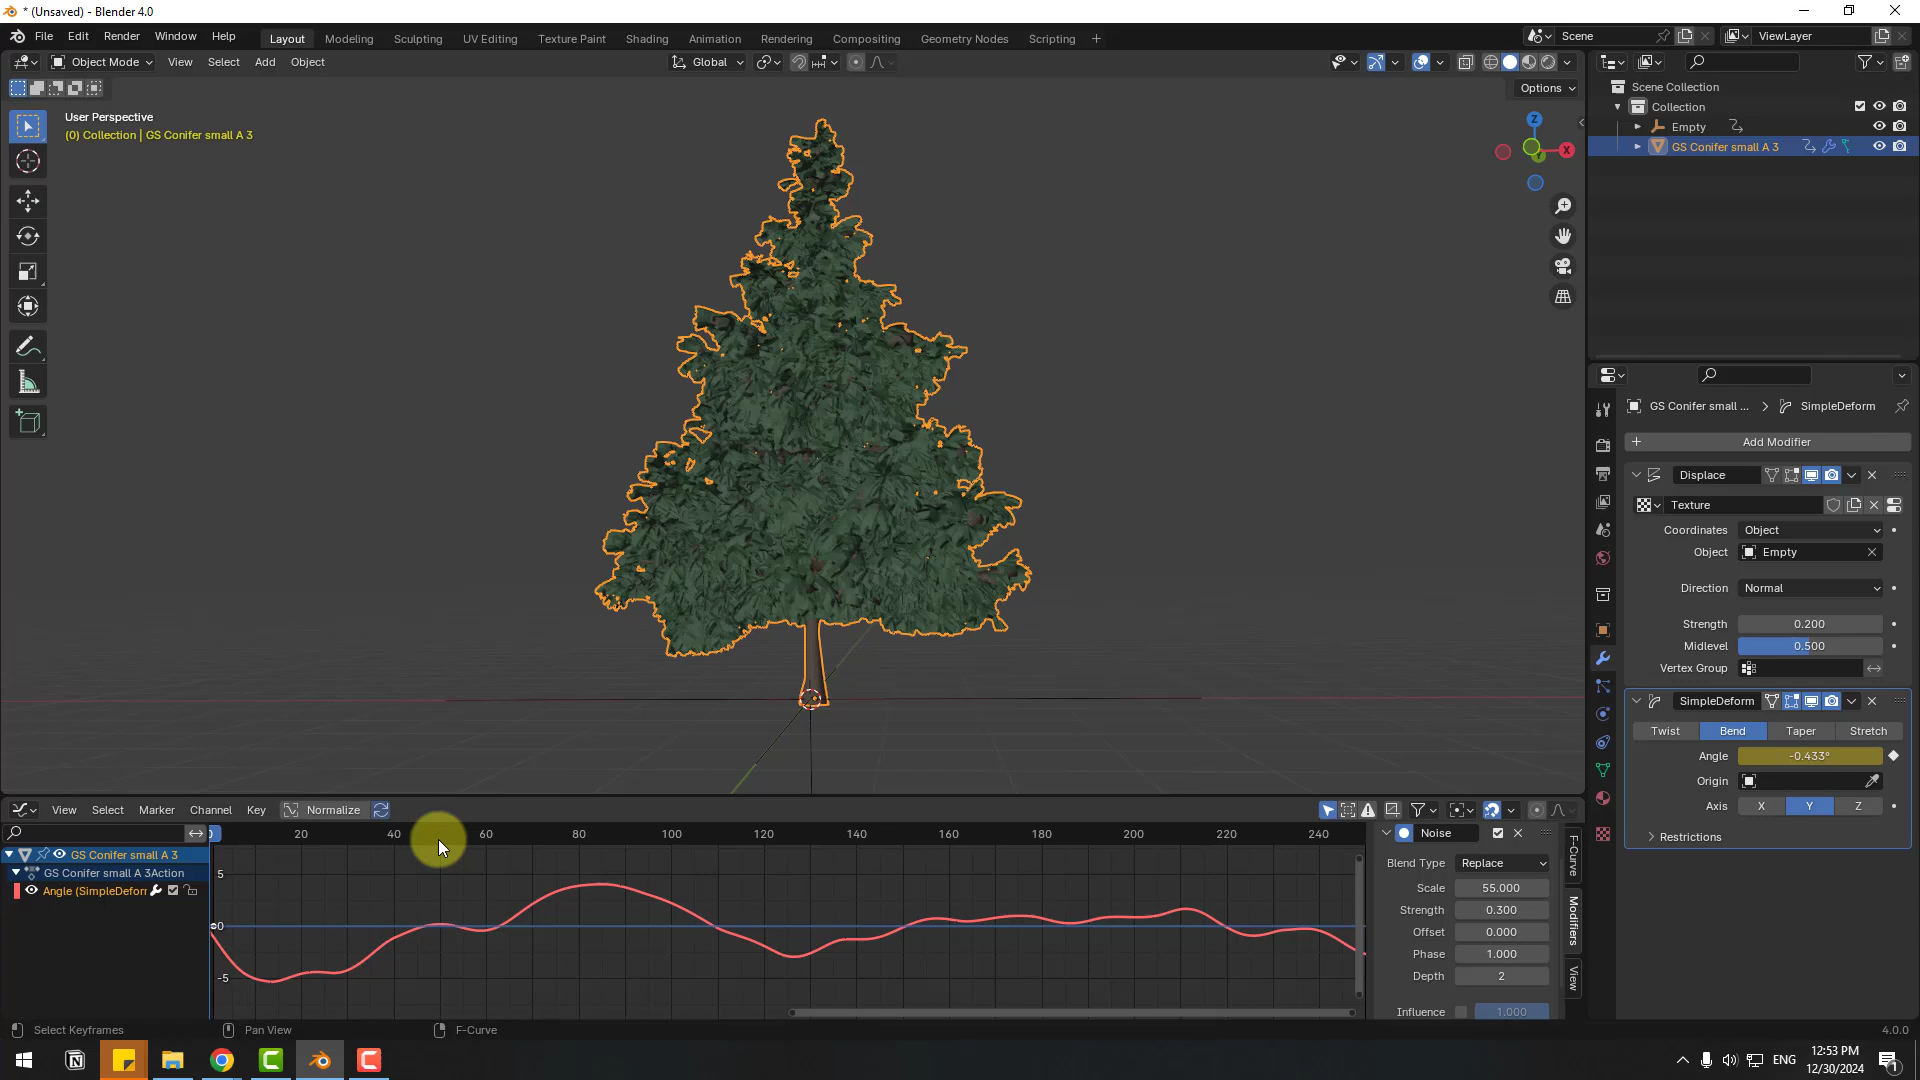 * (Unsaved) - Blender 4.0
File Edit Render Window Help
Layout Modeling Sculpting UV Editing Texture Paint Shading Animation Rendering Compositing Geometry Nodes Scripting
Scene
ViewLayer
Object Mode View Select Add Object
Global
Options
User Perspective
(0) Collection | GS Conifer small A 3
Z
X
Y
Scene Collection
Collection
Empty
GS Conifer small A 3
GS Conifer small ... SimpleDeform
Add Modifier
Displace
Texture
Coordinates Object
Object Empty
Direction Normal
Strength 0.200
Midlevel 0.500
Vertex Group
SimpleDeform
Twist Bend Taper Stretch
Angle -0.433°
Origin
Axis X Y Z
Restrictions
View Select Marker Channel Key Normalize
20 40 60 80 100 120 140 160 180 200 220 240
GS Conifer small A 3
GS Conifer small A 3Action
Angle (SimpleDeforr
5
0
-5
Noise
Blend Type Replace
Scale 55.000
Strength 0.300
Offset 0.000
Phase 1.000
Depth 2
Influence 1.000
F-Curve
Modifiers
View
Select Keyframes Pan View F-Curve
4.0.0
ENG
12:53 PM
12/30/2024
1